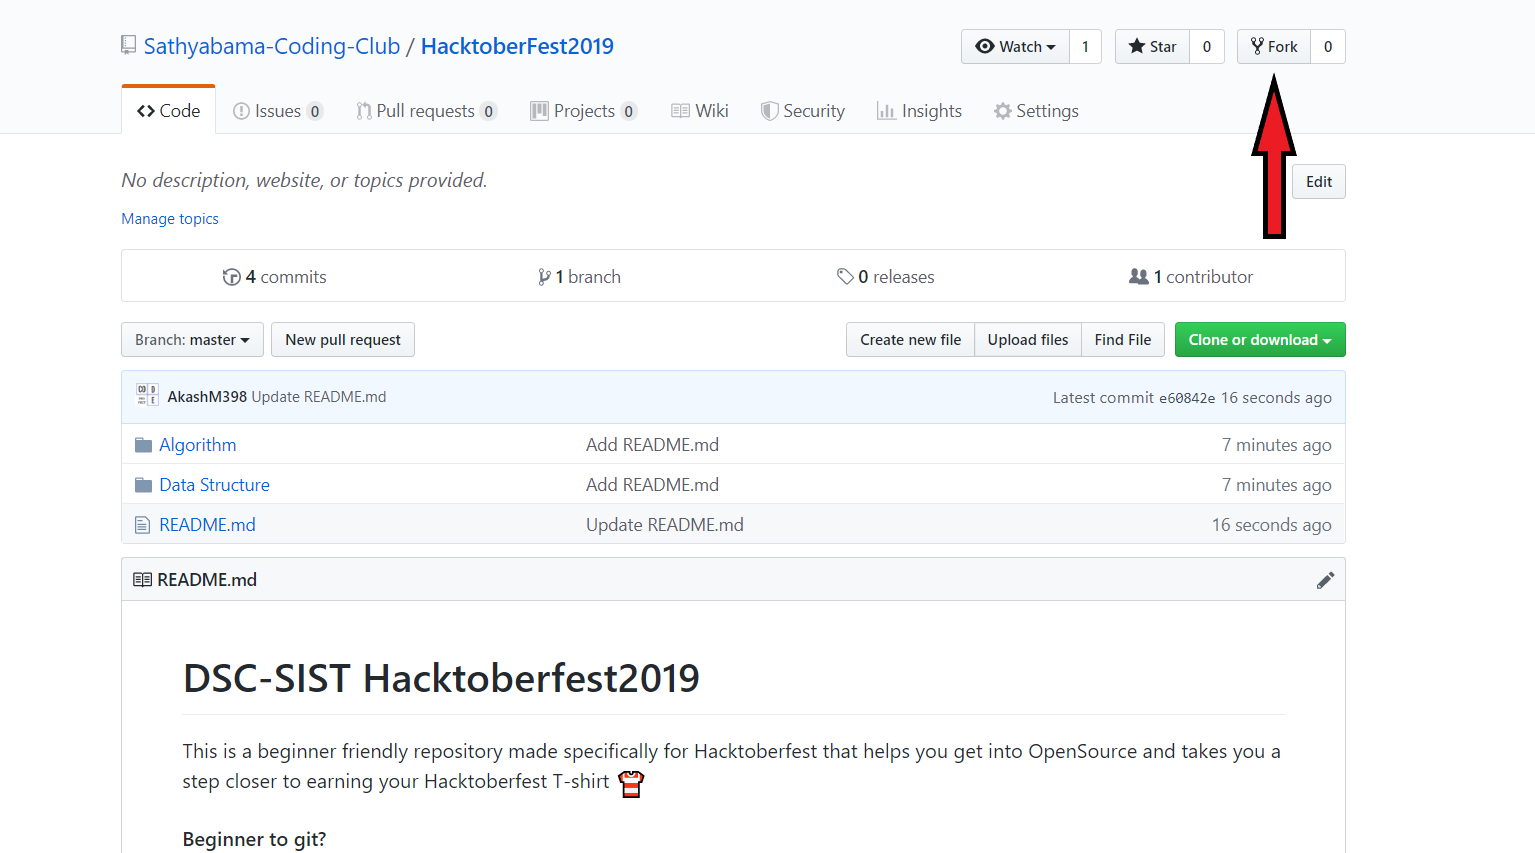 Sathyabama-Coding-Club / HacktoberFest2019
Watch 1 Star 0 Fork 0
Code Issues 0 Pull requests 0 Projects 0 Wiki Security Insights Settings
No description, website, or topics provided.
Edit
Manage topics
4 commits 1 branch 0 releases 1 contributor
Branch: master New pull request Create new file Upload files Find File Clone or download
AkashM398 Update README.md Latest commit e60842e 16 seconds ago
Algorithm Add README.md 7 minutes ago
Data Structure Add README.md 7 minutes ago
README.md Update README.md 16 seconds ago
README.md
DSC-SIST Hacktoberfest2019
This is a beginner friendly repository made specifically for Hacktoberfest that helps you get into OpenSource and takes you a
step closer to earning your Hacktoberfest T-shirt
Beginner to git?